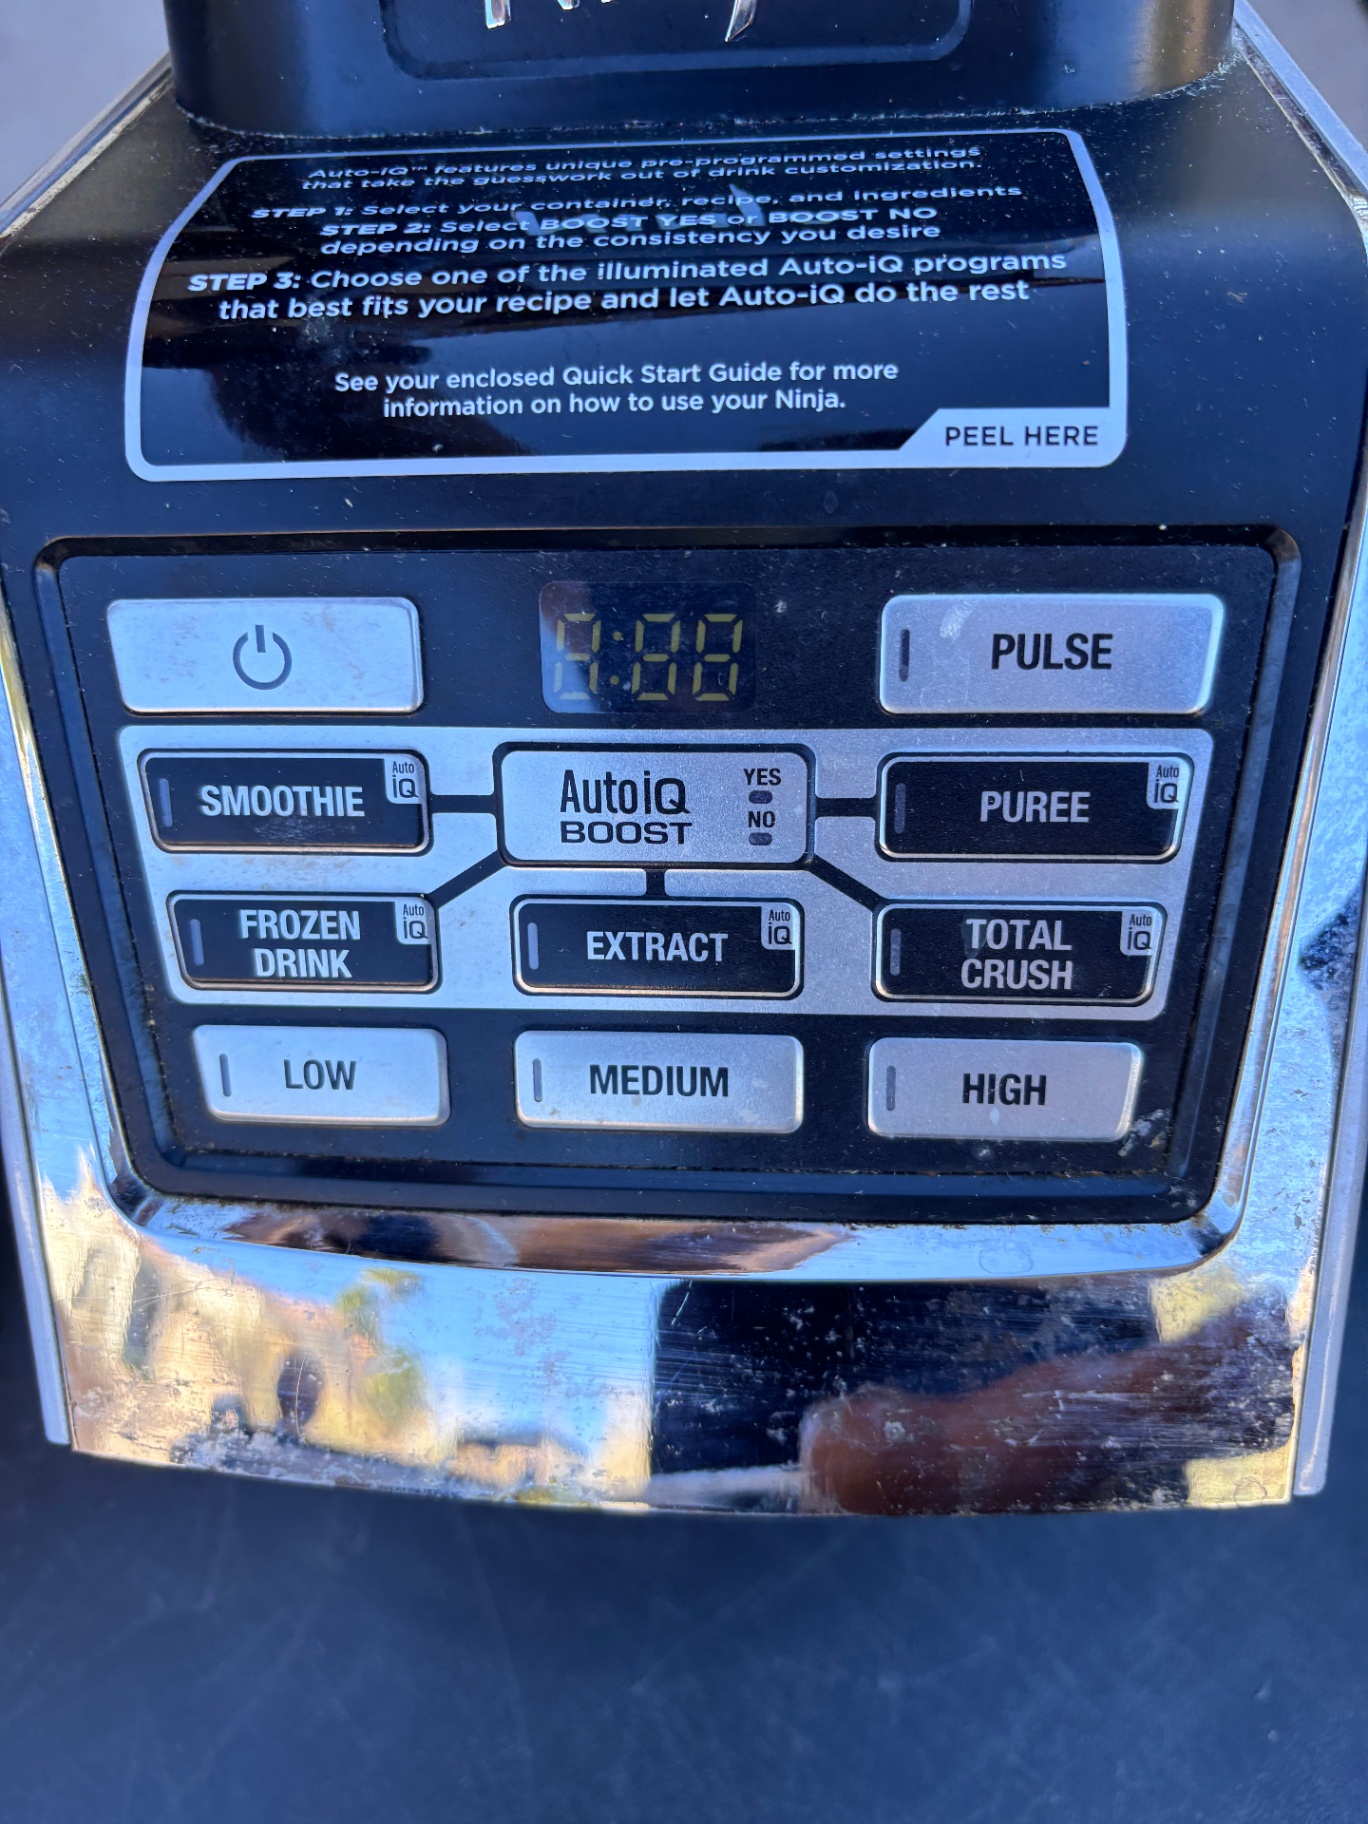 Auto-iQ™ features unique pre-programmed settings
that take the guesswork out of drink customization.
STEP 1: Select your container, recipe, and ingredients
STEP 2: Select BOOST YES or BOOST NO
depending on the consistency you desire
STEP 3: Choose one of the illuminated Auto-iQ programs
that best fits your recipe and let Auto-iQ do the rest
See your enclosed Quick Start Guide for more
information on how to use your Ninja.
PEEL HERE
PULSE
SMOOTHIE
Auto
iQ
Auto iQ
BOOST
YES
NO
PUREE
Auto
iQ
FROZEN
DRINK
Auto
iQ
EXTRACT
Auto
iQ
TOTAL
CRUSH
Auto
iQ
LOW
MEDIUM
HIGH